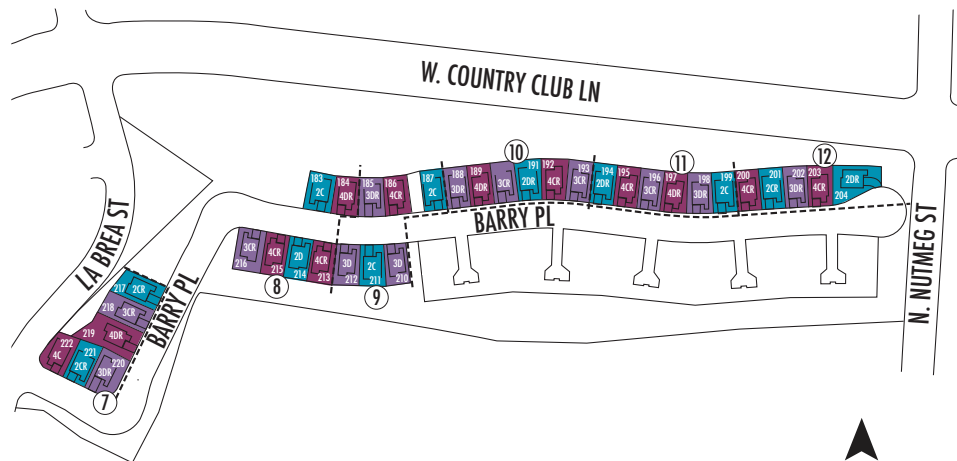 W. COUNTRY CLUB LN
LA BREA ST
BARRY PL
BARRY PL
N. NUTMEG ST
10
11
12
8
9
7
183 2C
184 4DR
185 3DR
186 4CR
187 2C
188 3DR
189 4DR
3CR
191 2DR
192 4CR
193 3CR
194 2DR
195 4CR
196 3CR
197 4DR
198 3DR
199 2C
200 4CR
201 2CR
202 3DR
203 4CR
2DR 204
3CR 216
4CR 215
2D 214
4CR 213
3D 212
2C 211
3D 210
217 2CR
218 3CR
219 4DR
222 4C
221 2CR
220 3DR